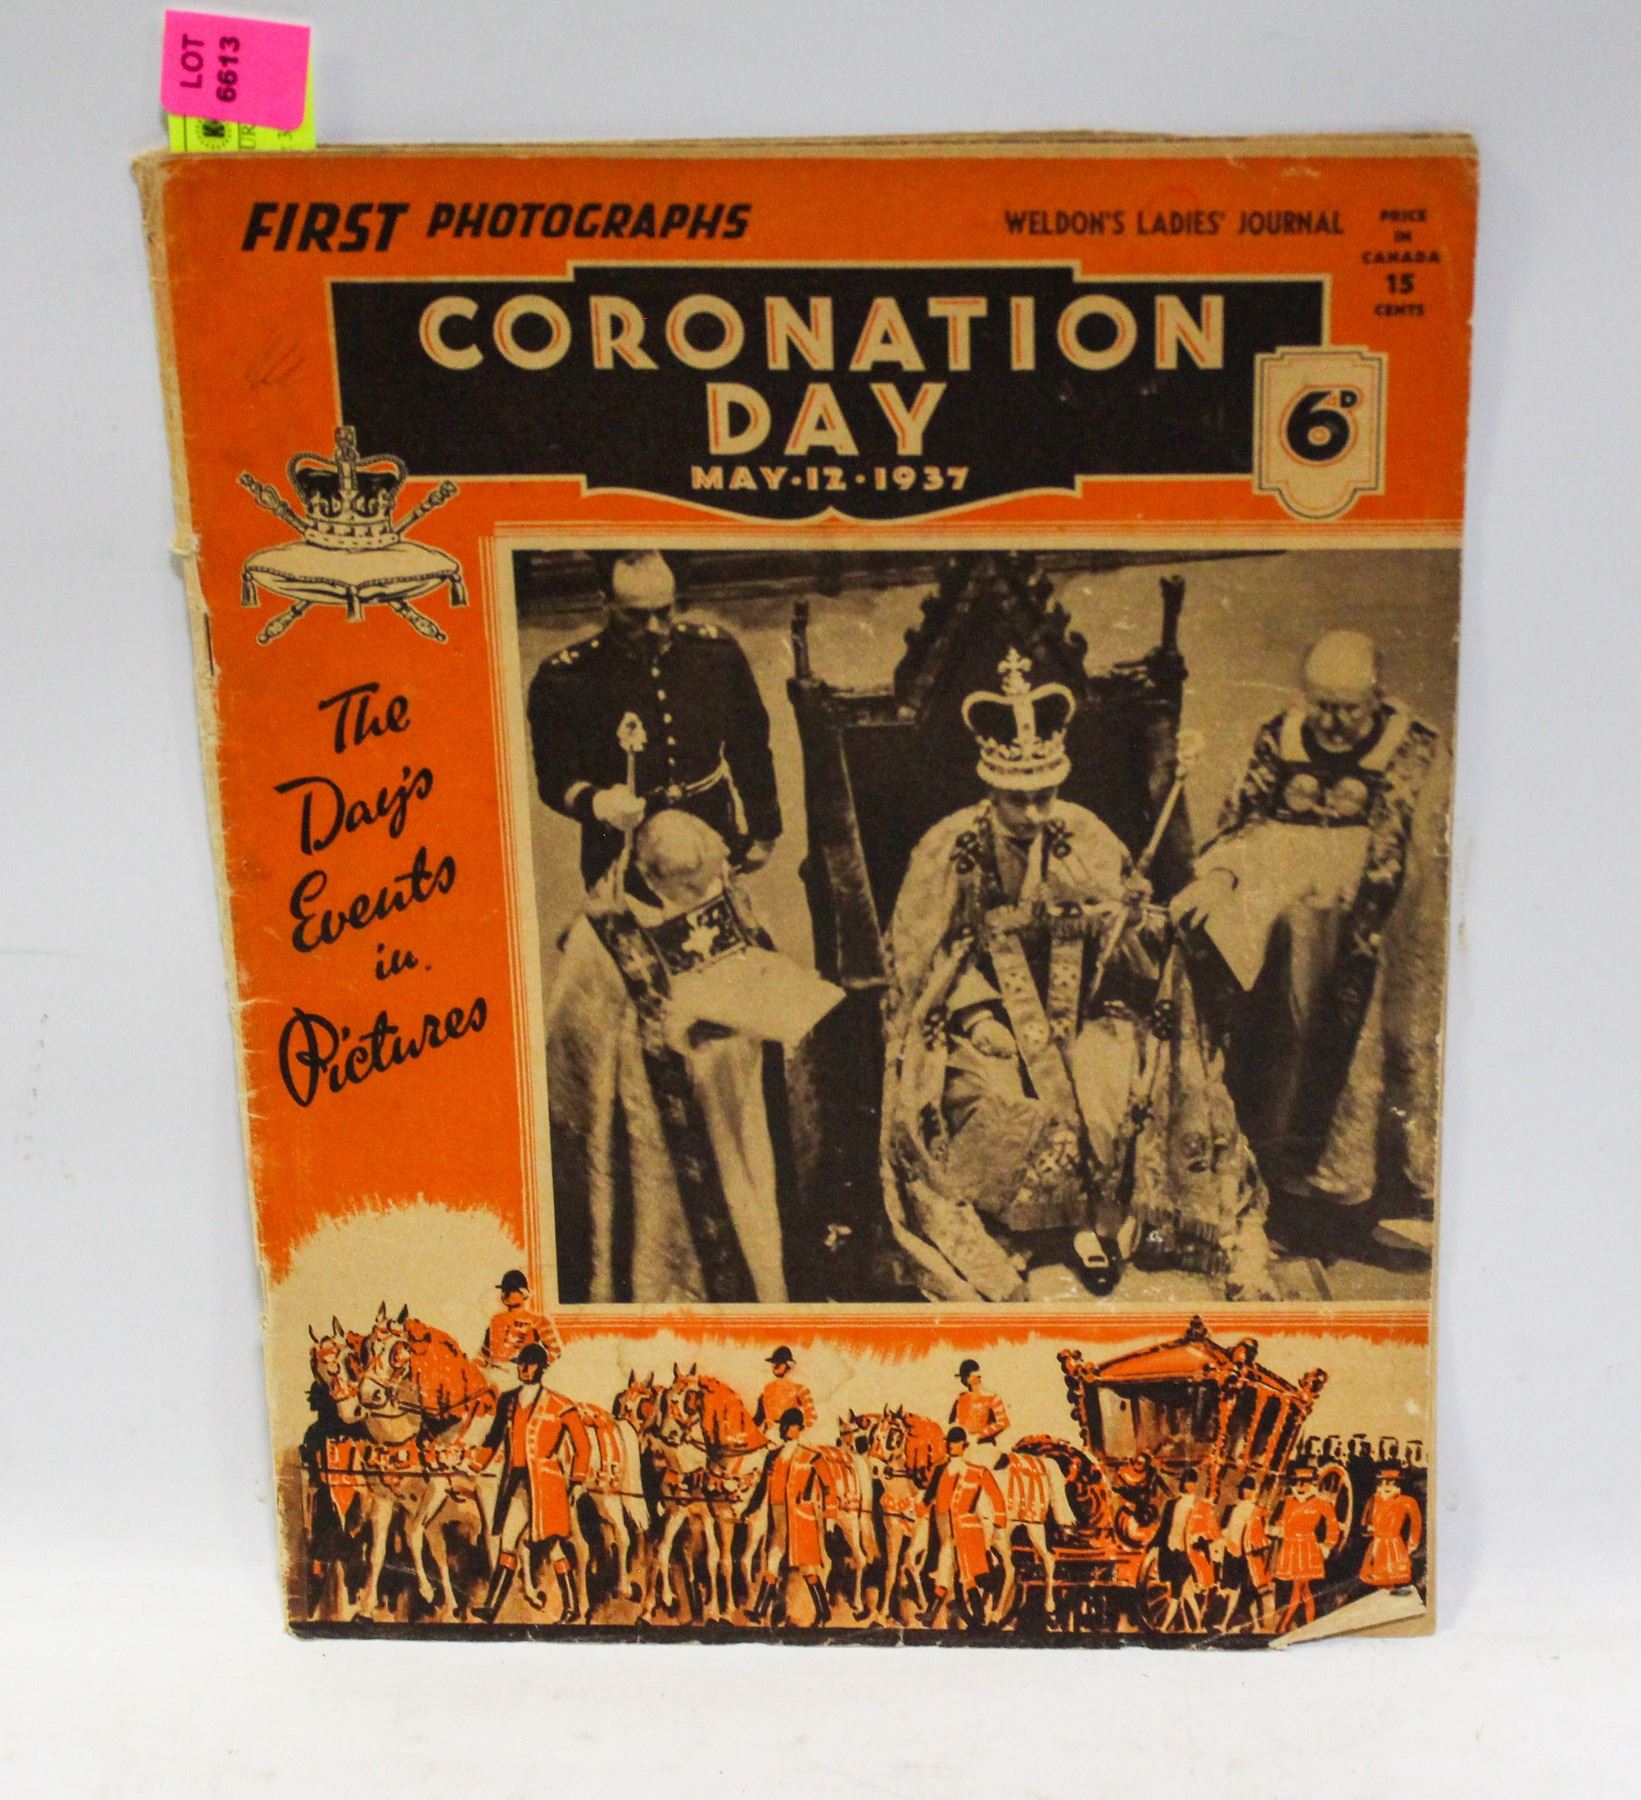 LOT
6613
FIRST PHOTOGRAPHS
WELDON'S LADIES' JOURNAL
PRICE
IN
CANADA
15
CENTS
CORONATION
DAY
MAY·12·1937
6D
The
Day's
Events
in
Pictures